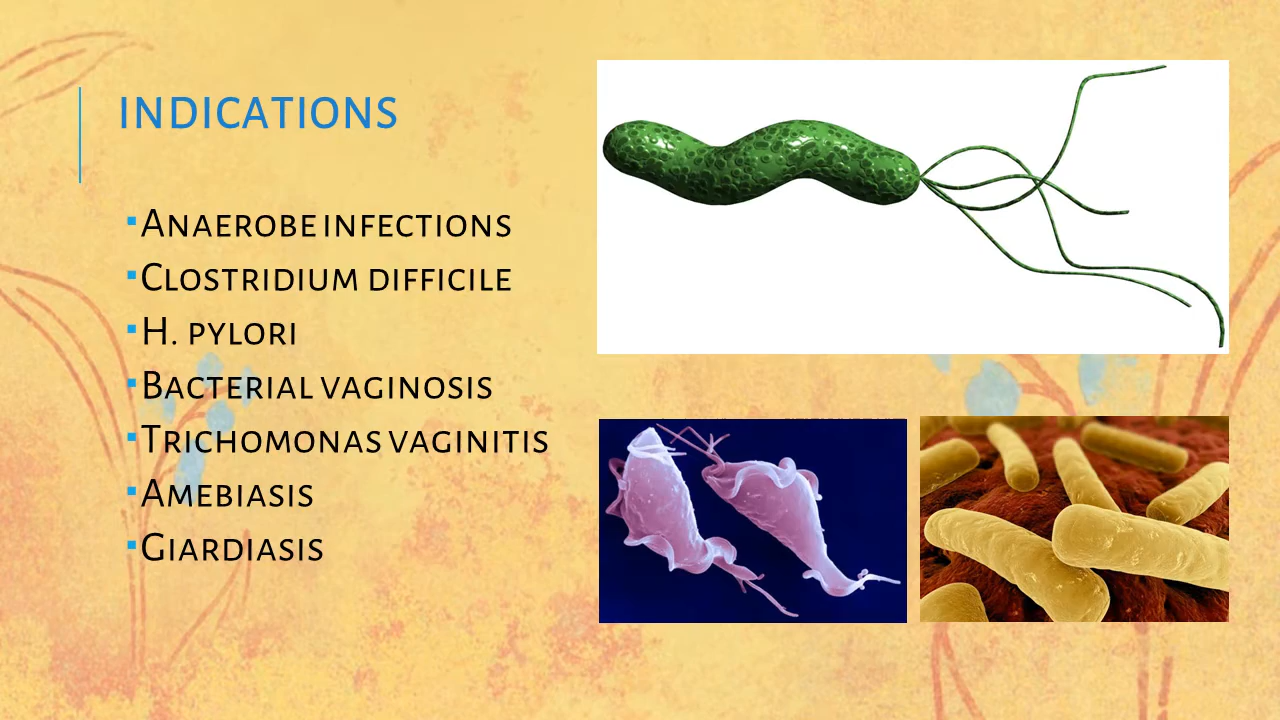 INDICATIONS
▪ANAEROBE INFECTIONS
▪CLOSTRIDIUM DIFFICILE
▪H. PYLORI
▪BACTERIAL VAGINOSIS
▪TRICHOMONAS VAGINITIS
▪AMEBIASIS
▪GIARDIASIS